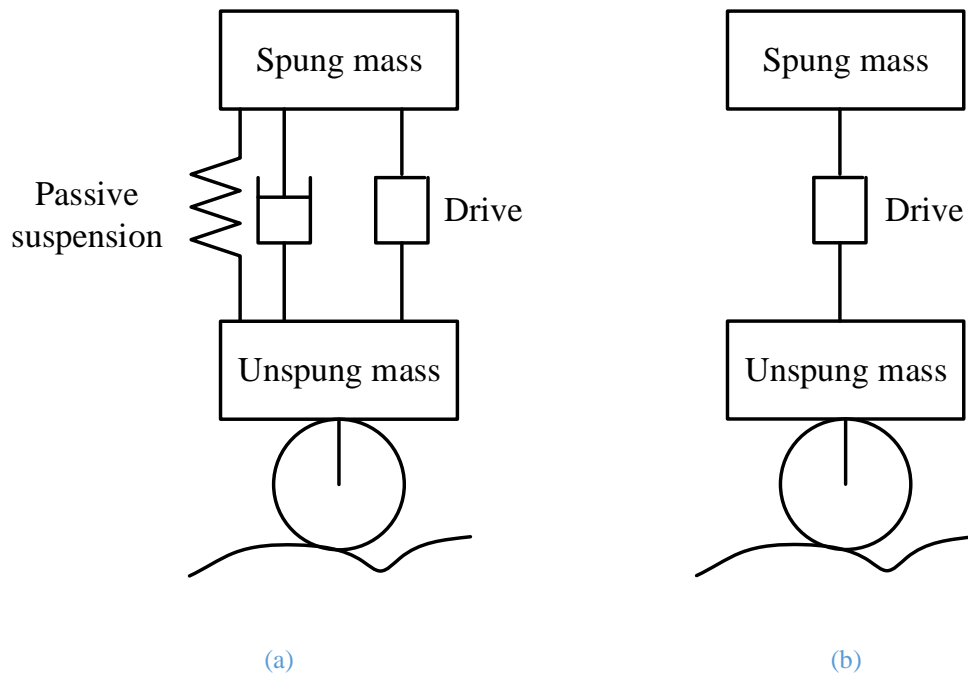 Spung mass
Passive
suspension
Drive
Unspung mass
(a)
Spung mass
Drive
Unspung mass
(b)